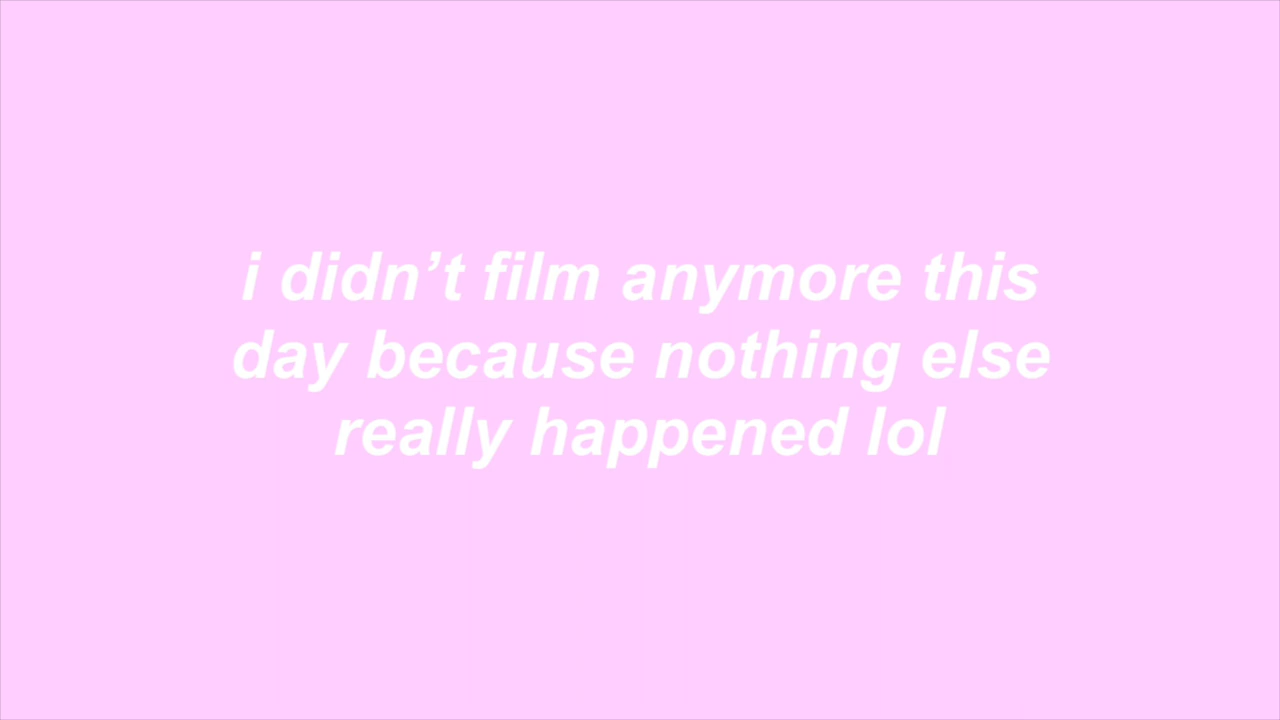 i didn’t film anymore this
day because nothing else
really happened lol